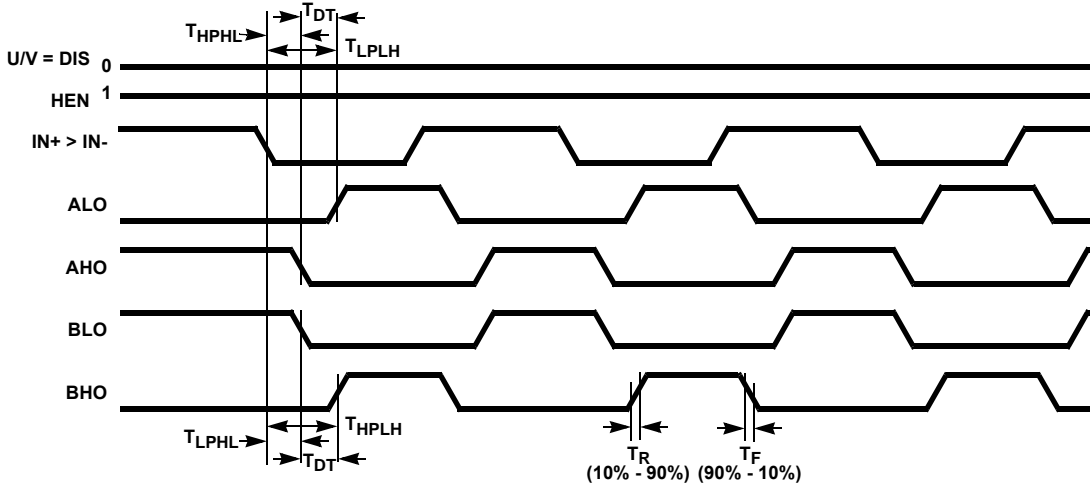 T_DT
T_HPHL
T_LPLH
U/V = DIS 0
HEN 1
IN+ > IN-
ALO
AHO
BLO
BHO
T_HPLH
T_LPHL
T_DT
T_R T_F
(10% - 90%) (90% - 10%)